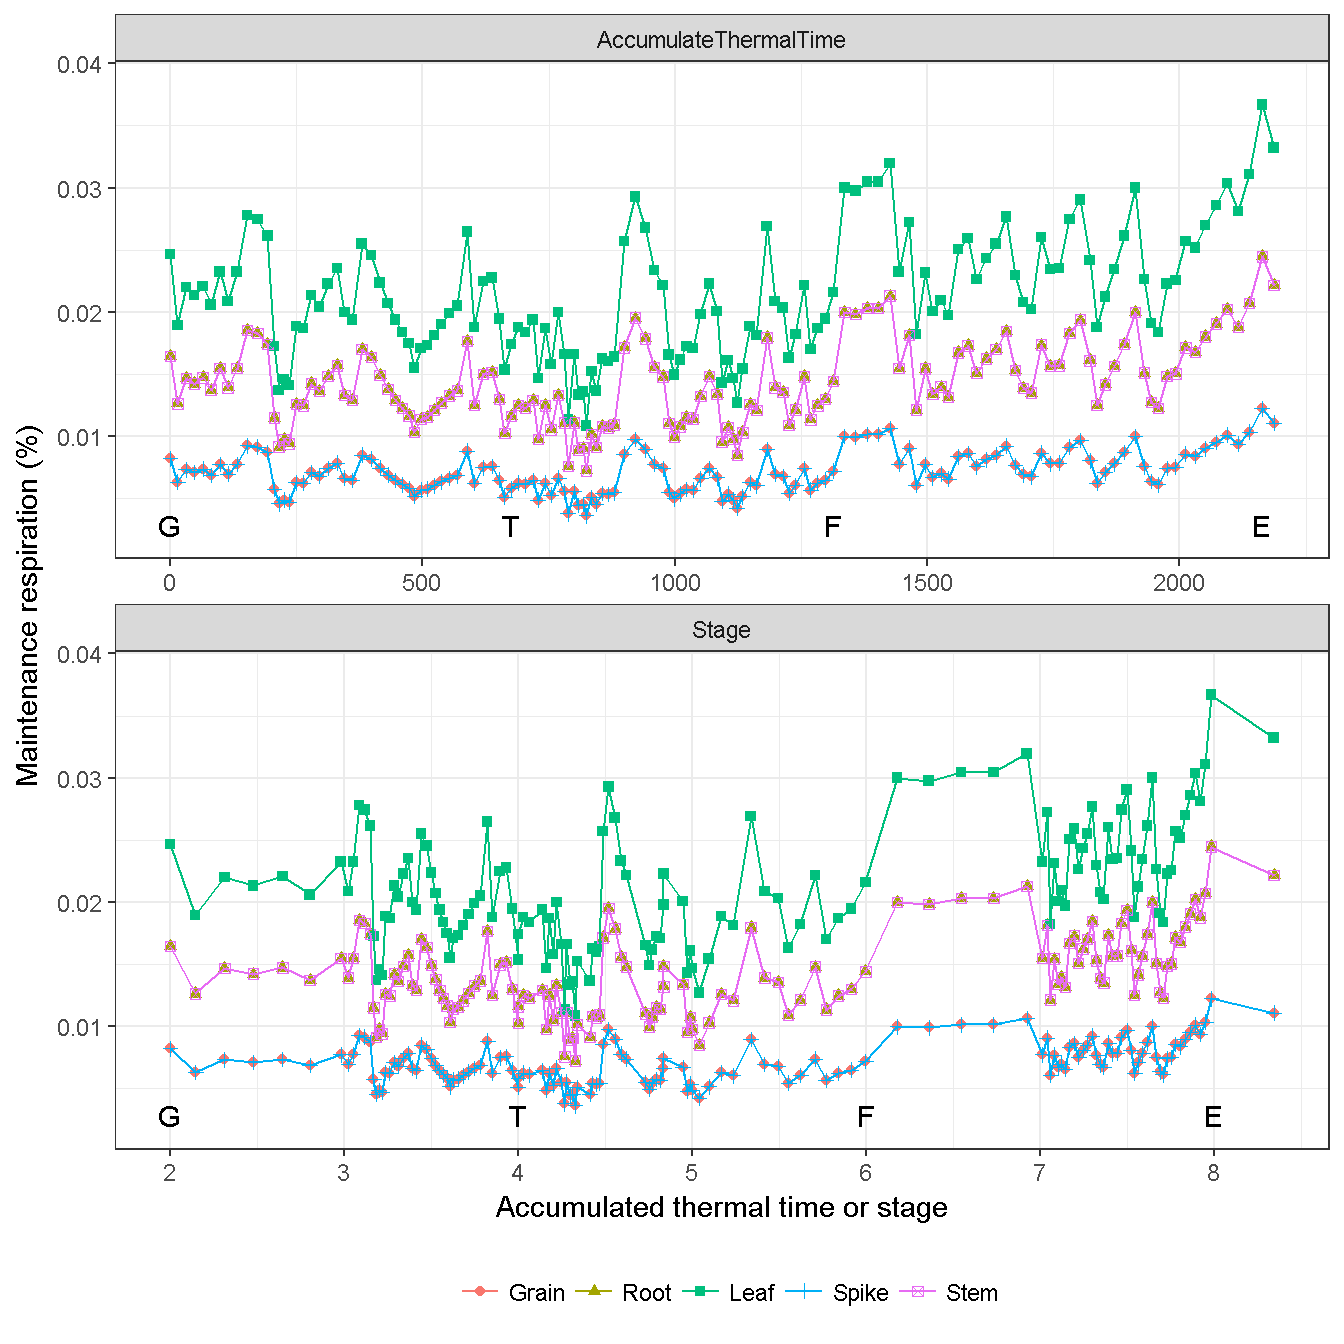 AccumulateThermalTime
0.04
0.03
0.02
0.01
G T F E
0 500 1000 1500 2000
Stage
0.04
0.03
0.02
0.01
G T F E
2 3 4 5 6 7 8
Maintenance respiration (%)
Accumulated thermal time or stage
Grain Root Leaf Spike Stem